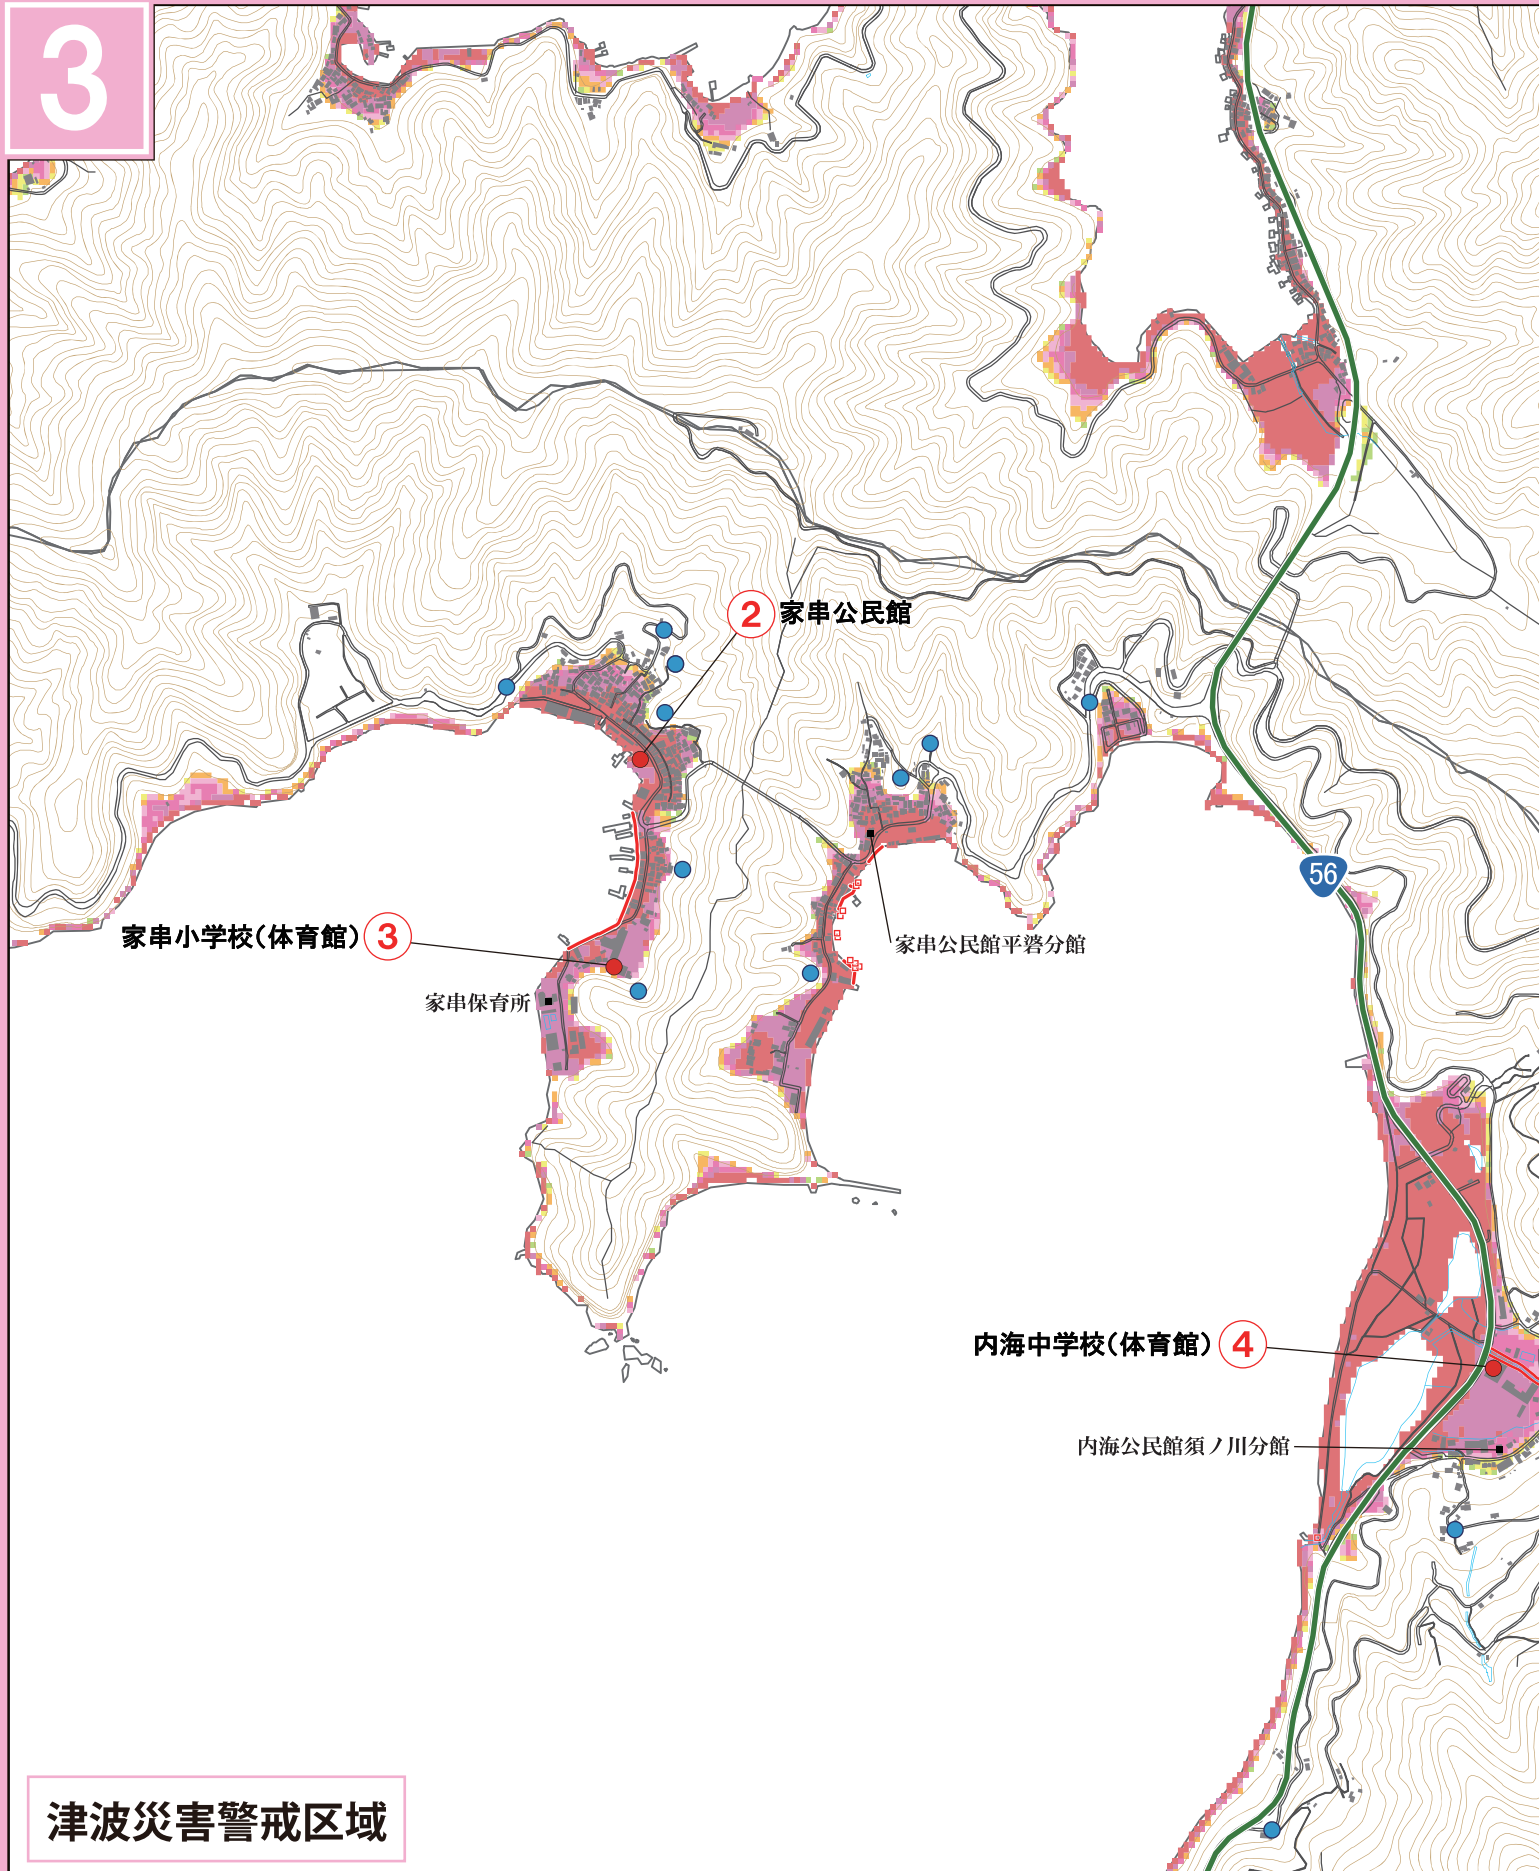 3
② 家串公民館
家串小学校(体育館) ③
家串公民館平碆分館
家串保育所
56
内海中学校(体育館) ④
内海公民館須ノ川分館
津波災害警戒区域